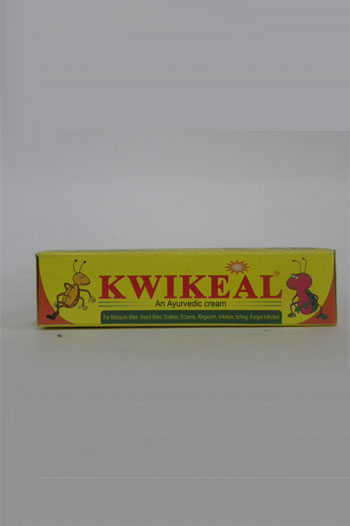 KWIKEAL®
An Ayurvedic cream
For Mosquito Bites, Insect Bites, Scabies, Eczema, Ringworm, Irritation, Itching, Fungal Infection